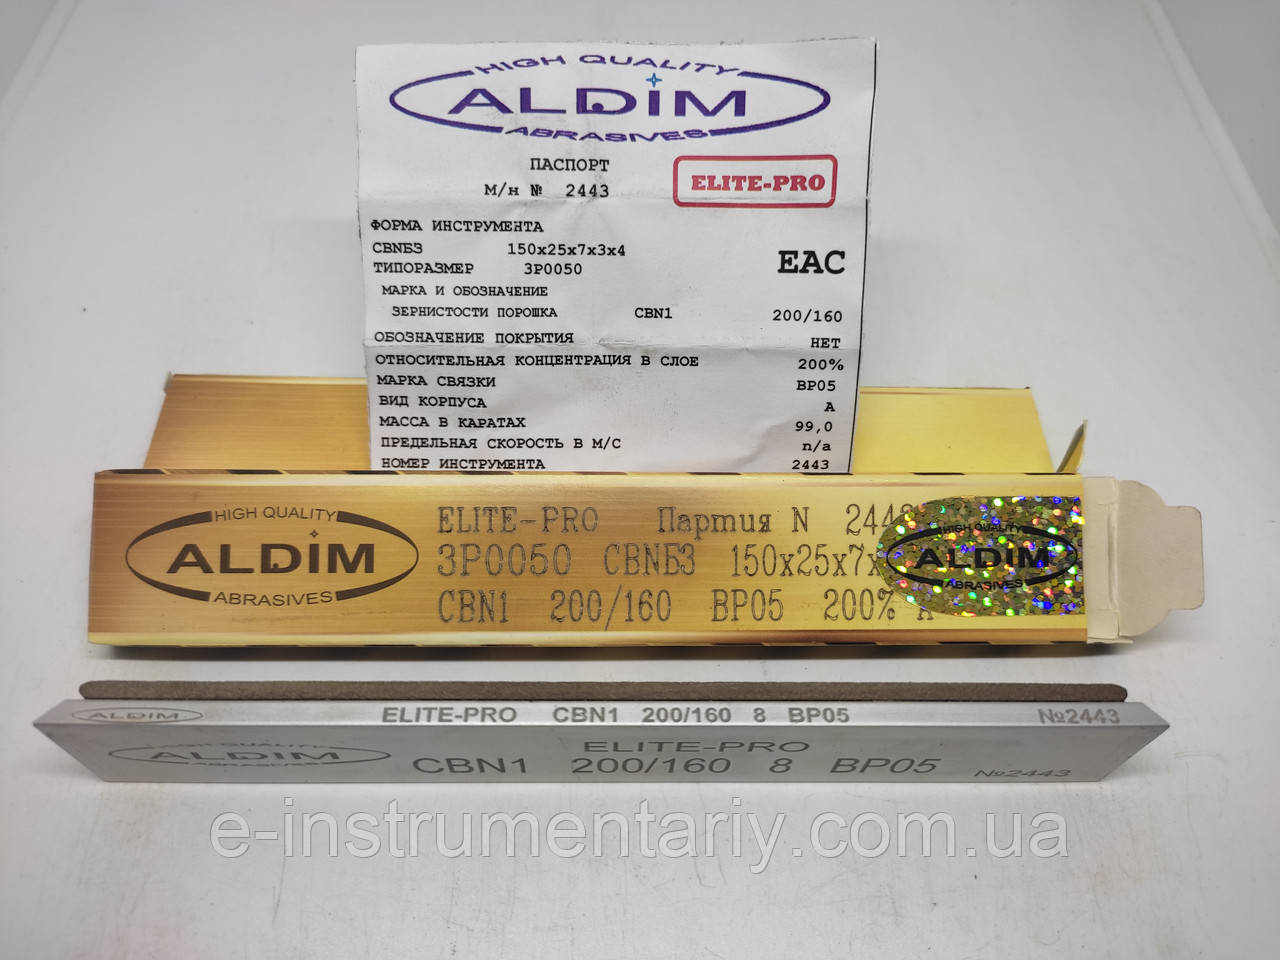 HIGH QUALITY
ALDIM
ABRASIVES
ПАСПОРТ
М/н № 2443
ELITE-PRO
ФОРМА ИНСТРУМЕНТА
CBNБЗ 150x25x7x3x4
ТИПОРАЗМЕР 3P0050
EAC
МАРКА И ОБОЗНАЧЕНИЕ
ЗЕРНИСТОСТИ ПОРОШКА CBN1 200/160
ОБОЗНАЧЕНИЕ ПОКРЫТИЯ НЕТ
ОТНОСИТЕЛЬНАЯ КОНЦЕНТРАЦИЯ В СЛОЕ 200%
МАРКА СВЯЗКИ BP05
ВИД КОРПУСА А
МАССА В КАРАТАХ 99,0
ПРЕДЕЛЬНАЯ СКОРОСТЬ В М/С n/a
НОМЕР ИНСТРУМЕНТА 2443
HIGH QUALITY
ALDIM
ABRASIVES
ELITE-PRO Партия N 244
3P0050 CBNБЗ 150x25x7x
CBN1 200/160 BP05 200% A
HIGH QUALITY
ALDIM
ABRASIVES
ALDIM ELITE-PRO CBN1 200/160 8 BP05 №2443
HIGH QUALITY
ALDIM
ABRASIVES
ELITE-PRO
CBN1 200/160 8 BP05 №2443
e-instrumentariy.com.ua